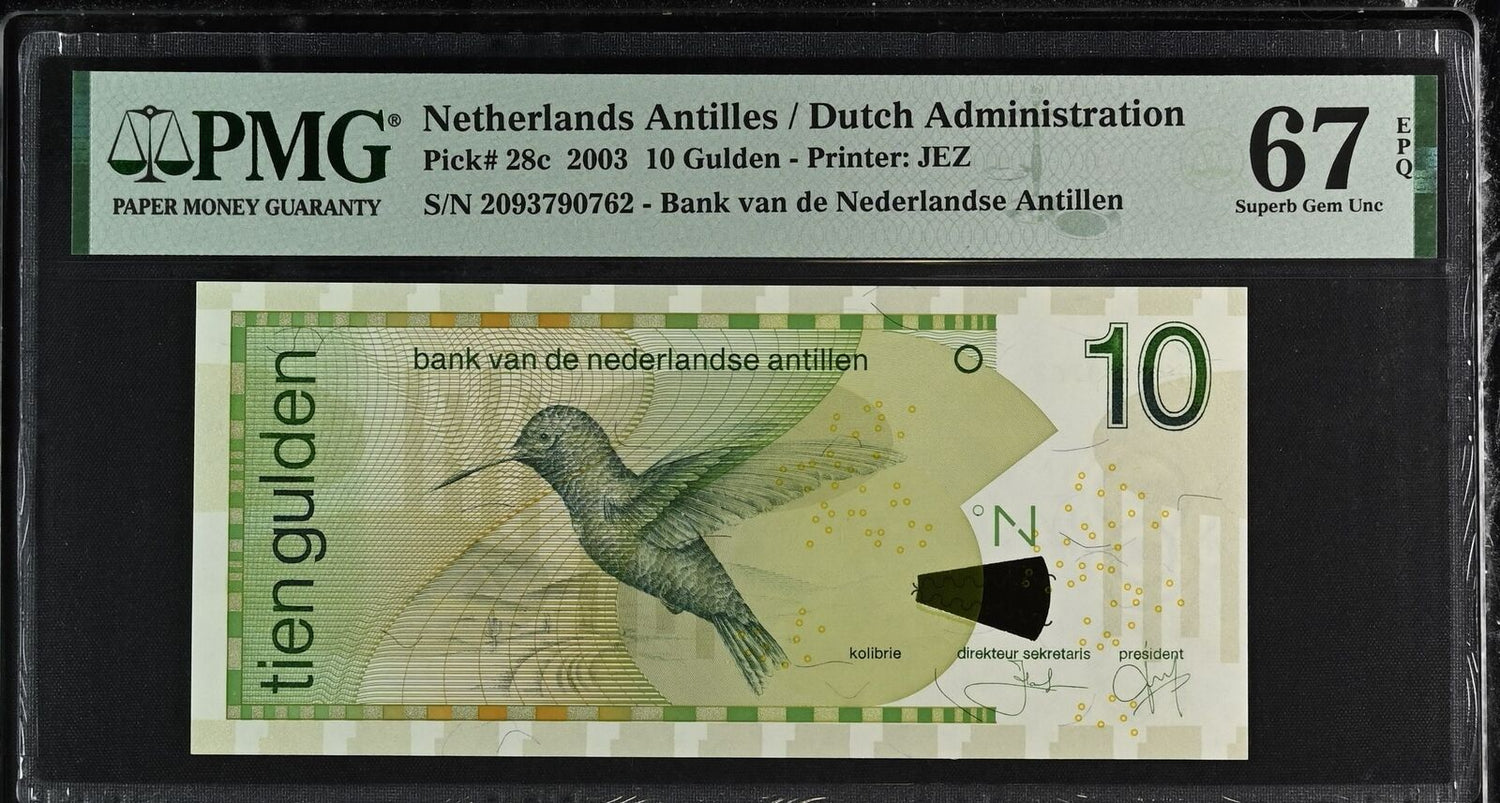 PMG®
PAPER MONEY GUARANTY
Netherlands Antilles / Dutch Administration
Pick# 28c 2003 10 Gulden - Printer: JEZ
S/N 2093790762 - Bank van de Nederlandse Antillen
67
EPQ
Superb Gem Unc
bank van de nederlandse antillen
10
tien gulden
°N
kolibrie
direkteur sekretaris
president